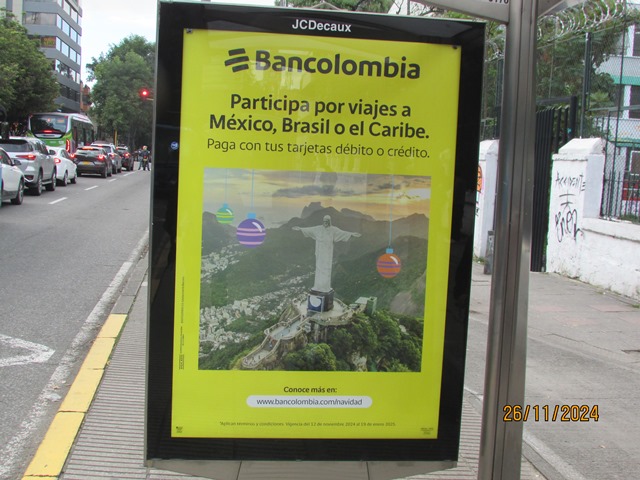 JCDecaux
Bancolombia
Participa por viajes a
México, Brasil o el Caribe.
Paga con tus tarjetas débito o crédito.
Conoce más en:
www.bancolombia.com/navidad
26/11/2024